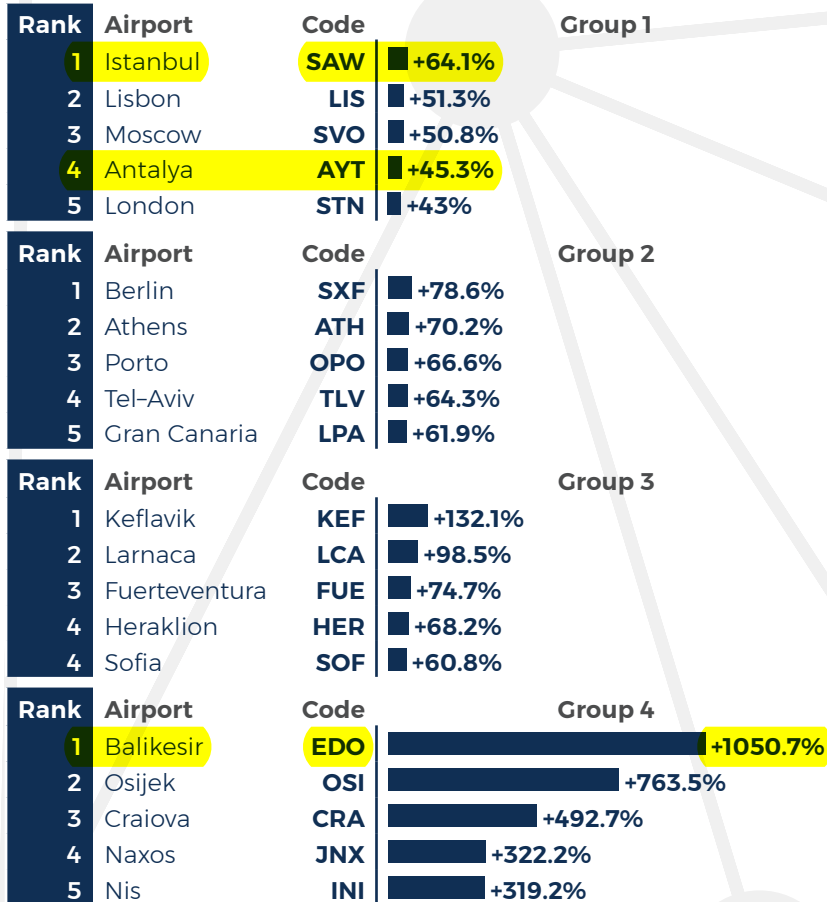 Rank Airport Code Group 1
1 Istanbul SAW +64.1%
2 Lisbon LIS +51.3%
3 Moscow SVO +50.8%
4 Antalya AYT +45.3%
5 London STN +43%
Rank Airport Code Group 2
1 Berlin SXF +78.6%
2 Athens ATH +70.2%
3 Porto OPO +66.6%
4 Tel–Aviv TLV +64.3%
5 Gran Canaria LPA +61.9%
Rank Airport Code Group 3
1 Keflavik KEF +132.1%
2 Larnaca LCA +98.5%
3 Fuerteventura FUE +74.7%
4 Heraklion HER +68.2%
4 Sofia SOF +60.8%
Rank Airport Code Group 4
1 Balikesir EDO +1050.7%
2 Osijek OSI +763.5%
3 Craiova CRA +492.7%
4 Naxos JNX +322.2%
5 Nis INI +319.2%